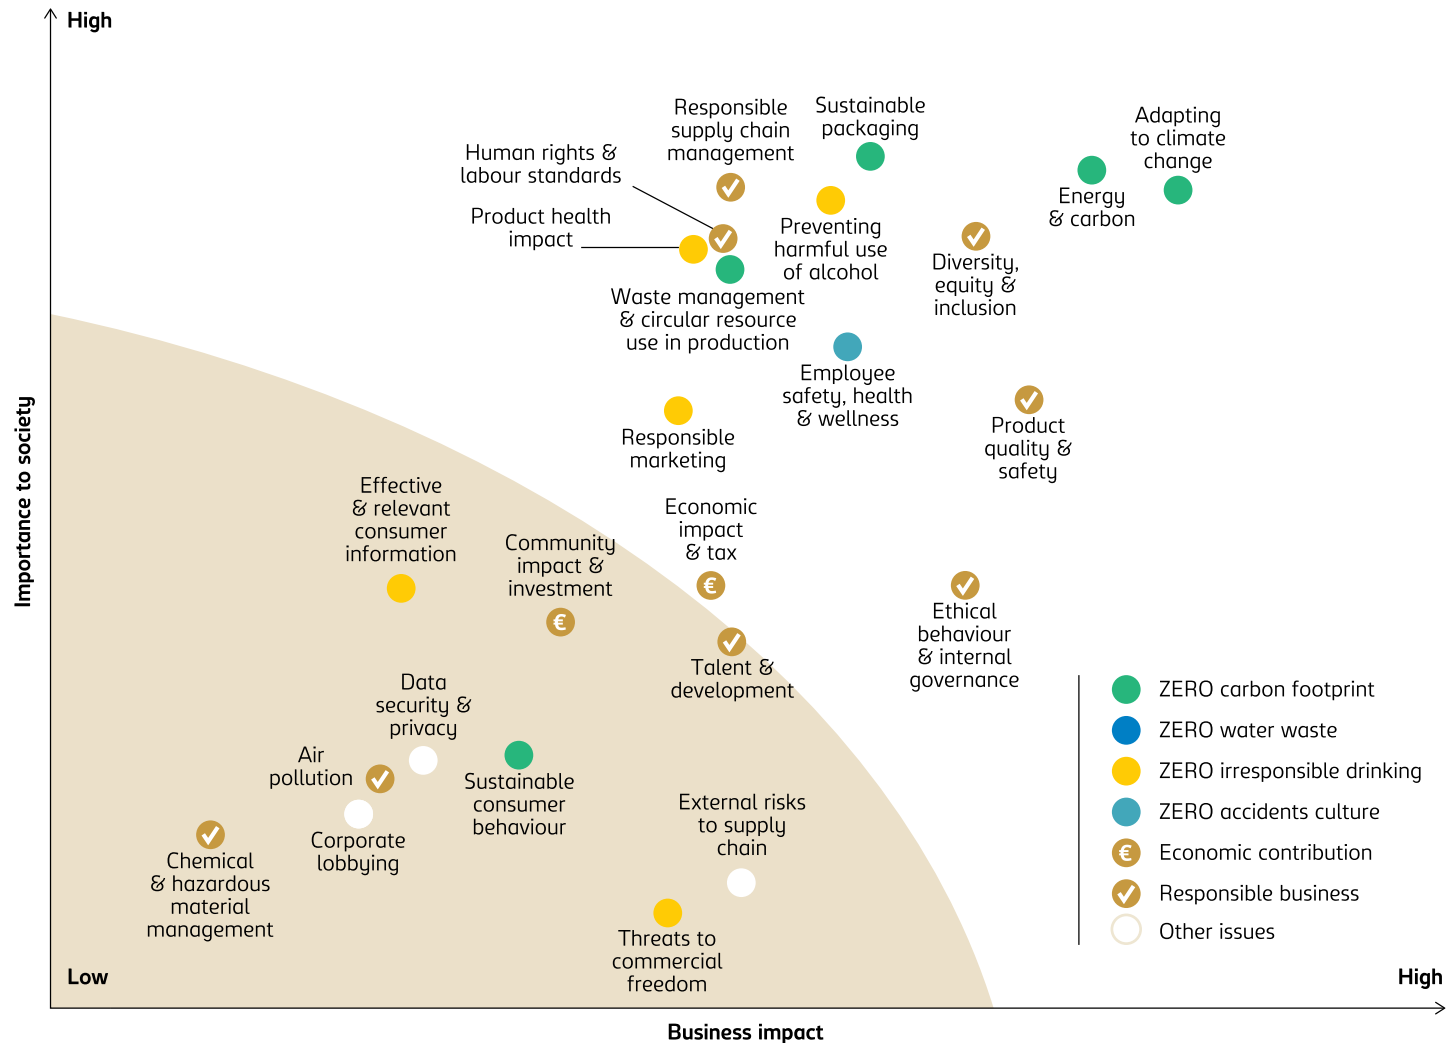 High
Responsible
supply chain
management
Sustainable
packaging
Adapting
to climate
change
Human rights &
labour standards
Product health
impact
Energy
& carbon
Preventing
harmful use
of alcohol
Diversity,
equity &
inclusion
Waste management
& circular resource
use in production
Employee
safety, health
& wellness
Responsible
marketing
Product
quality &
safety
Importance to society
Effective
& relevant
consumer
information
Community
impact &
investment
€
Economic
impact
& tax
€
Talent &
development
Ethical
behaviour
& internal
governance
Data
security &
privacy
Air
pollution
Sustainable
consumer
behaviour
Corporate
lobbying
Chemical
& hazardous
material
management
External risks
to supply
chain
Threats to
commercial
freedom
ZERO carbon footprint
ZERO water waste
ZERO irresponsible drinking
ZERO accidents culture
€ Economic contribution
Responsible business
Other issues
Low
High
Business impact